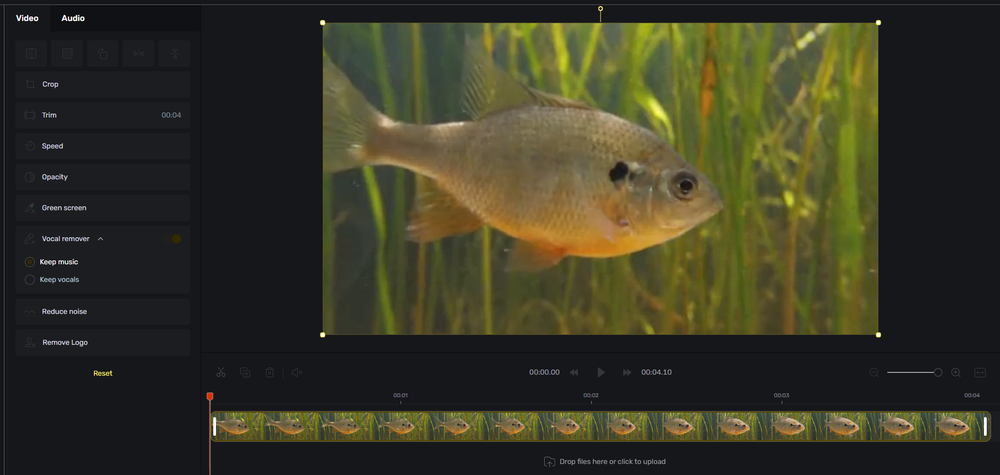 Video Audio
Crop
Trim 00:04
Speed
Opacity
Green screen
Vocal remover
Keep music
Keep vocals
Reduce noise
Remove Logo
Reset
00:00.00 00:04.10
00:01 00:02 00:03 00:04
Drop files here or click to upload